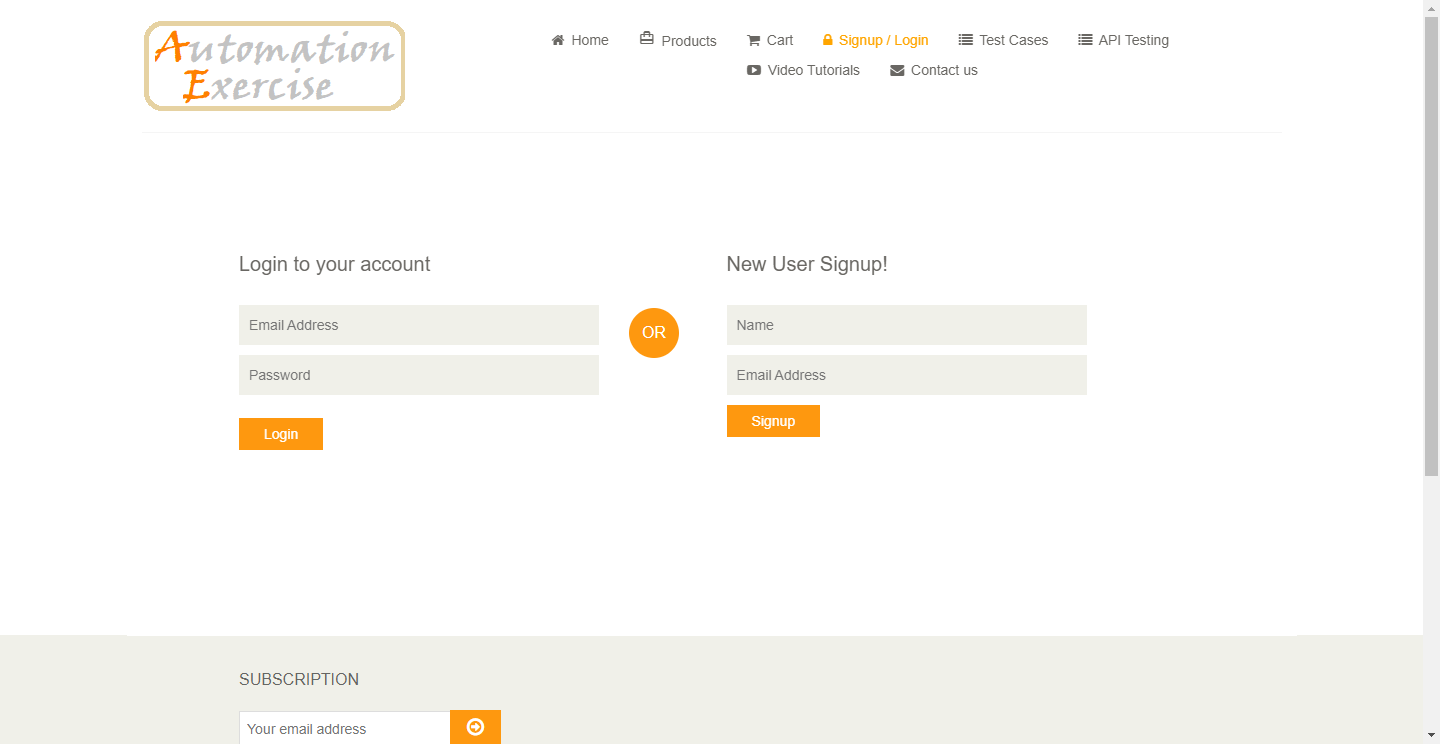 Automation
Exercise
Home Products Cart Signup / Login Test Cases API Testing
Video Tutorials Contact us
Login to your account
Email Address
Password
Login
OR
New User Signup!
Name
Email Address
Signup
SUBSCRIPTION
Your email address